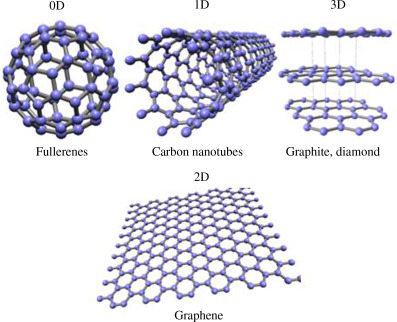 0D
1D
3D
Fullerenes
Carbon nanotubes
Graphite, diamond
2D
Graphene